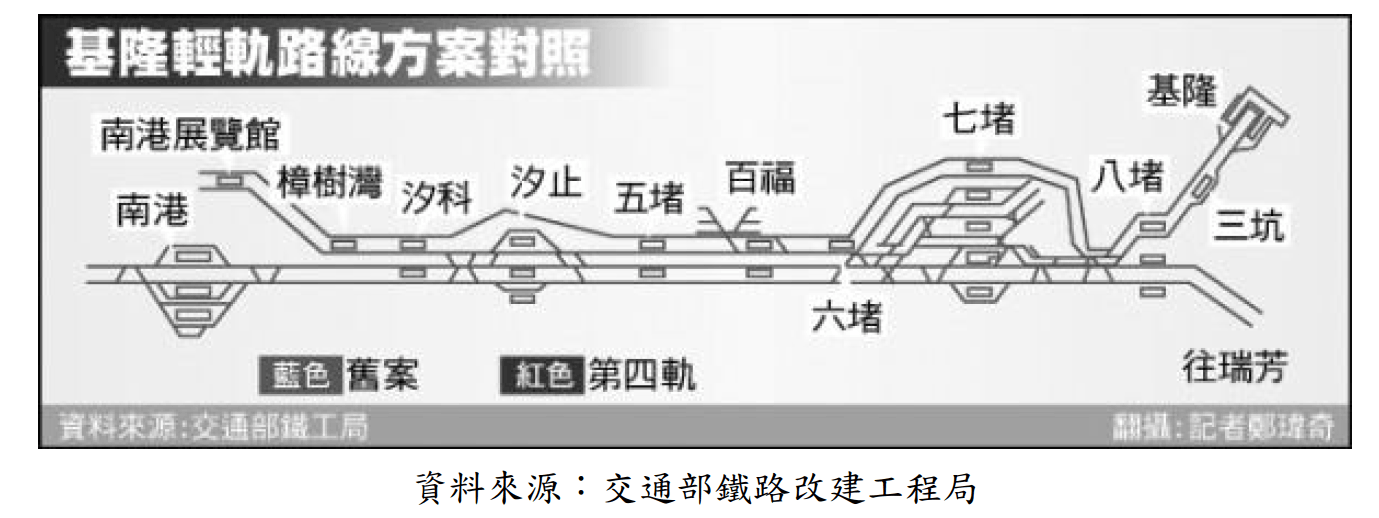 基隆輕軌路線方案對照
南港展覽館
南港
樟樹灣
汐科
汐止
五堵
百福
六堵
七堵
八堵
基隆
三坑
往瑞芳
藍色 舊案
紅色 第四軌
資料來源:交通部鐵工局
翻攝:記者鄭瑋奇
資料來源：交通部鐵路改建工程局